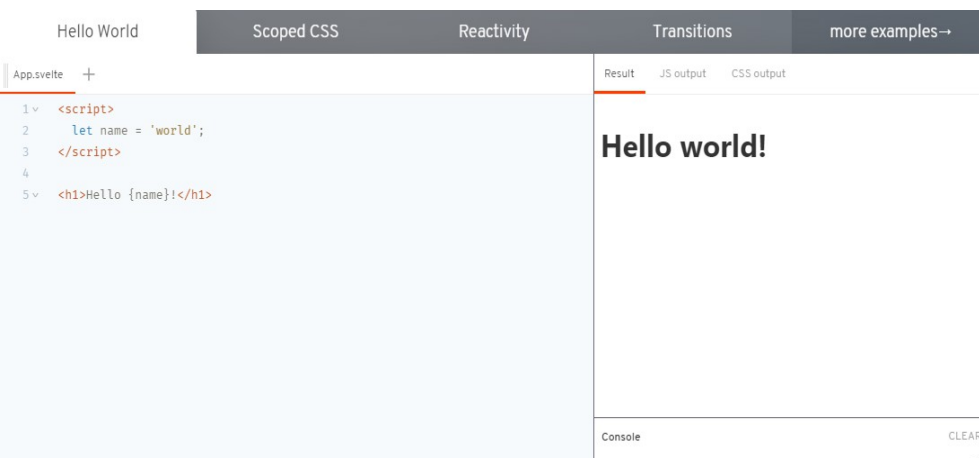 Hello World Scoped CSS Reactivity Transitions more examples→
App.svelte +
Result JS output CSS output
1 <script>
2 let name = 'world';
3 </script>
4
5 <h1>Hello {name}!</h1>
Hello world!
Console CLEAR